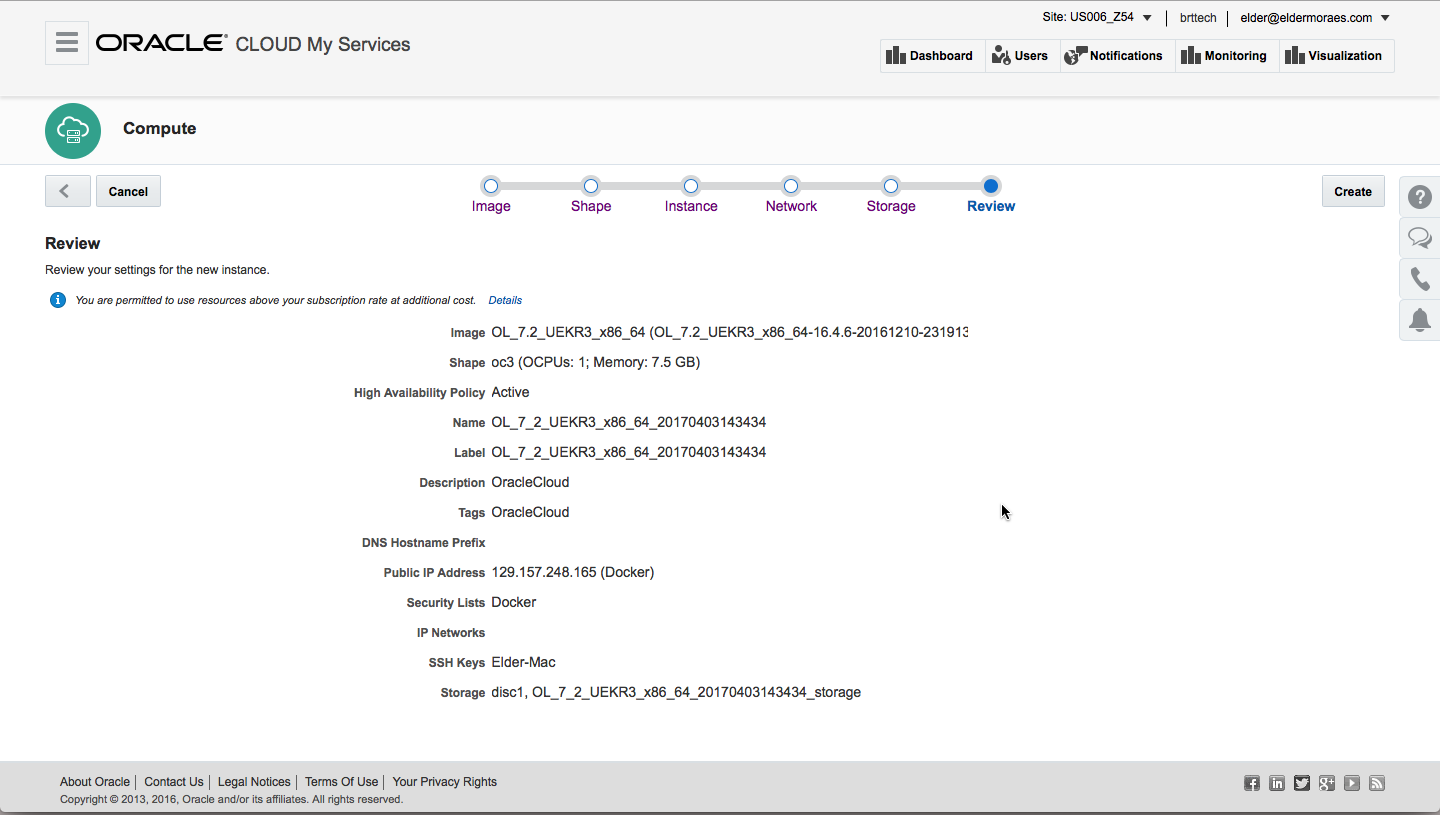 Site: US006_Z54 brttech elder@eldermoraes.com
ORACLE® CLOUD My Services
Dashboard Users Notifications Monitoring Visualization
Compute
Cancel
Image Shape Instance Network Storage Review
Create
Review
Review your settings for the new instance.
You are permitted to use resources above your subscription rate at additional cost. Details
Image OL_7.2_UEKR3_x86_64 (OL_7.2_UEKR3_x86_64-16.4.6-20161210-231913
Shape oc3 (OCPUs: 1; Memory: 7.5 GB)
High Availability Policy Active
Name OL_7_2_UEKR3_x86_64_20170403143434
Label OL_7_2_UEKR3_x86_64_20170403143434
Description OracleCloud
Tags OracleCloud
DNS Hostname Prefix
Public IP Address 129.157.248.165 (Docker)
Security Lists Docker
IP Networks
SSH Keys Elder-Mac
Storage disc1, OL_7_2_UEKR3_x86_64_20170403143434_storage
About Oracle Contact Us Legal Notices Terms Of Use Your Privacy Rights
Copyright © 2013, 2016, Oracle and/or its affiliates. All rights reserved.